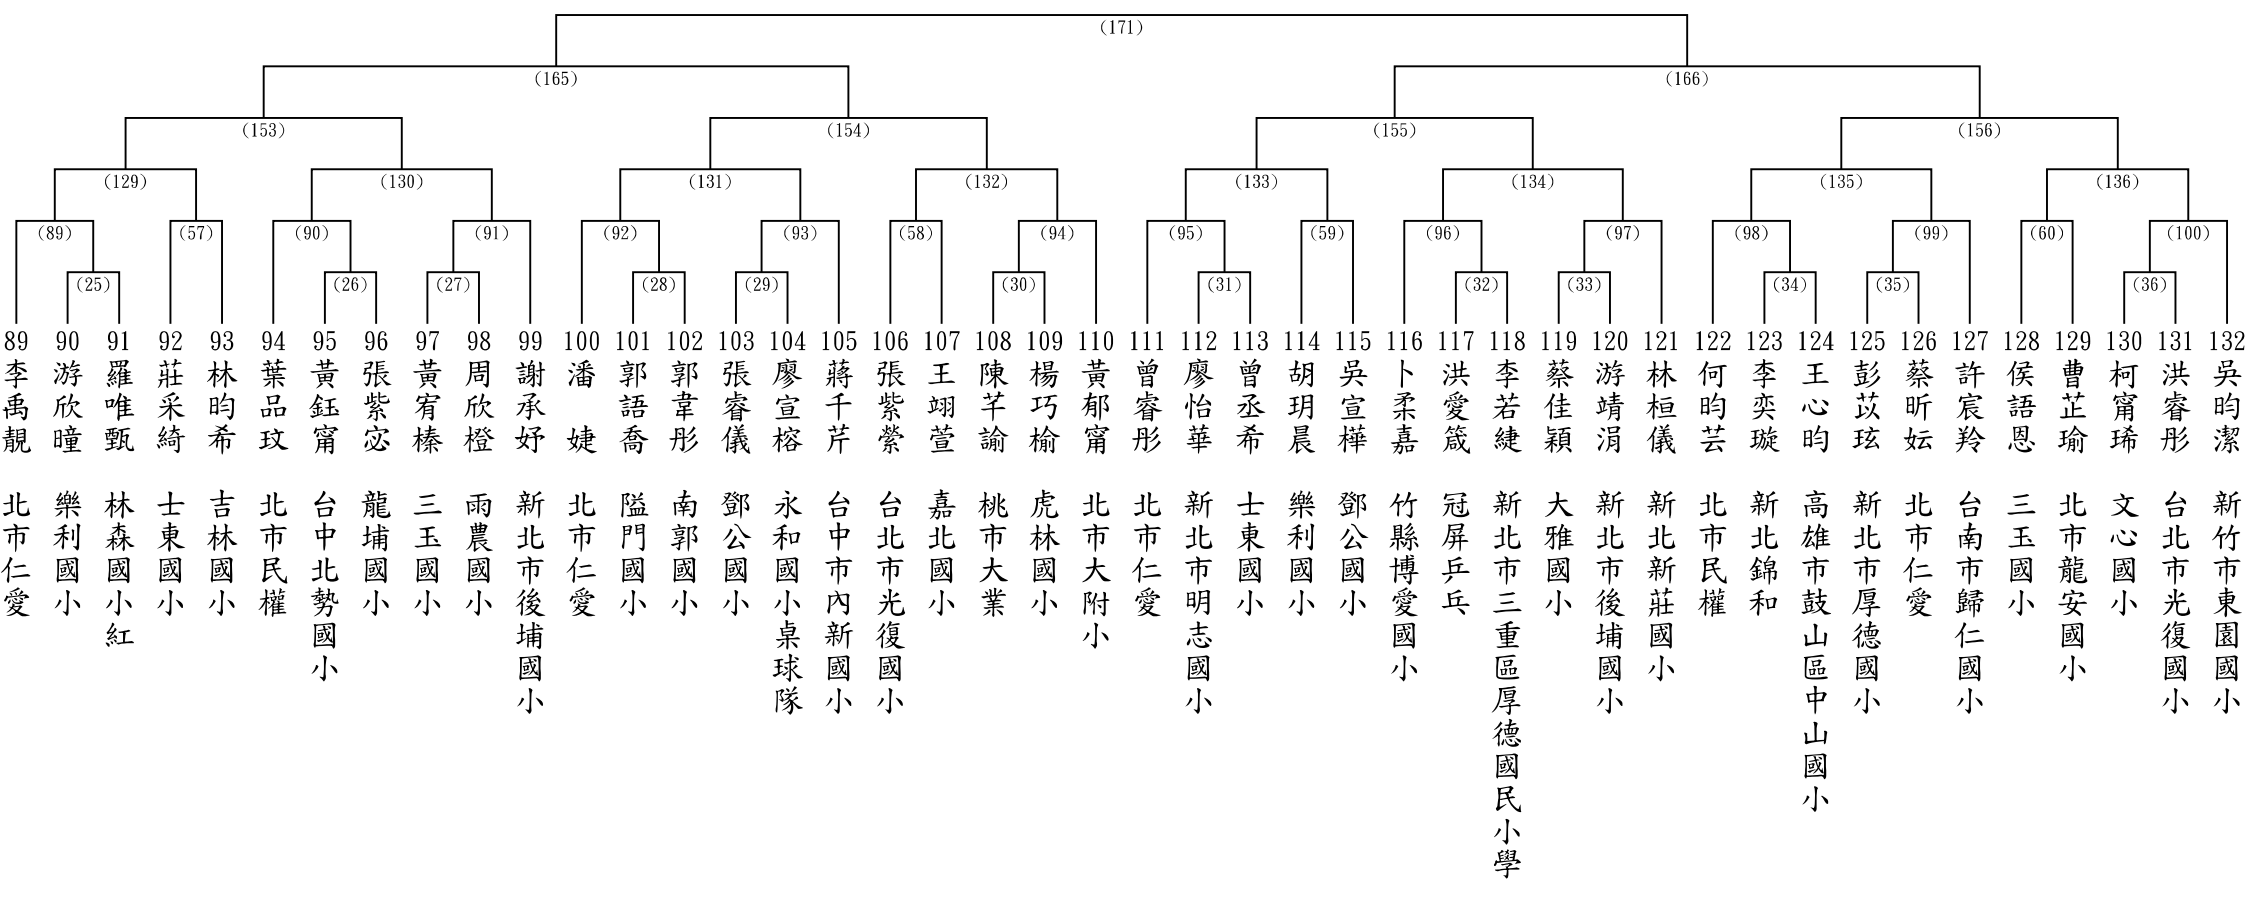 (171)
(165)
(166)
(153)
(154)
(155)
(156)
(129)
(130)
(131)
(132)
(133)
(134)
(135)
(136)
(89)
(57)
(90)
(91)
(92)
(93)
(58)
(94)
(95)
(59)
(96)
(97)
(98)
(99)
(60)
(100)
(25)
(26)
(27)
(28)
(29)
(30)
(31)
(32)
(33)
(34)
(35)
(36)
89 李禹靚 北市仁愛
90 游欣曈 樂利國小
91 羅唯甄 林森國小紅
92 莊采綺 士東國小
93 林昀希 吉林國小
94 葉品玟 北市民權
95 黃鈺甯 台中北勢國小
96 張紫宓 龍埔國小
97 黃宥榛 三玉國小
98 周欣橙 雨農國小
99 謝承妤 新北市後埔國小
100 潘 婕 北市仁愛
101 郭語喬 隘門國小
102 郭韋彤 南郭國小
103 張睿儀 鄧公國小
104 廖宣榕 永和國小桌球隊
105 蔣千芹 台中市內新國小
106 張紫縈 台北市光復國小
107 王翊萱 嘉北國小
108 陳芊諭 桃市大業
109 楊巧榆 虎林國小
110 黃郁甯 北市大附小
111 曾睿彤 北市仁愛
112 廖怡華 新北市明志國小
113 曾丞希 士東國小
114 胡玥晨 樂利國小
115 吳宣樺 鄧公國小
116 卜柔嘉 竹縣博愛國小
117 洪愛箴 冠屏乒乓
118 李若緁 新北市三重區厚德國民小學
119 蔡佳穎 大雅國小
120 游靖涓 新北市後埔國小
121 林桓儀 新北新莊國小
122 何昀芸 北市民權
123 李奕璇 新北錦和
124 王心昀 高雄市鼓山區中山國小
125 彭苡玹 新北市厚德國小
126 蔡昕妘 北市仁愛
127 許宸羚 台南市歸仁國小
128 侯語恩 三玉國小
129 曹芷瑜 北市龍安國小
130 柯甯琋 文心國小
131 洪睿彤 台北市光復國小
132 吳昀潔 新竹市東園國小